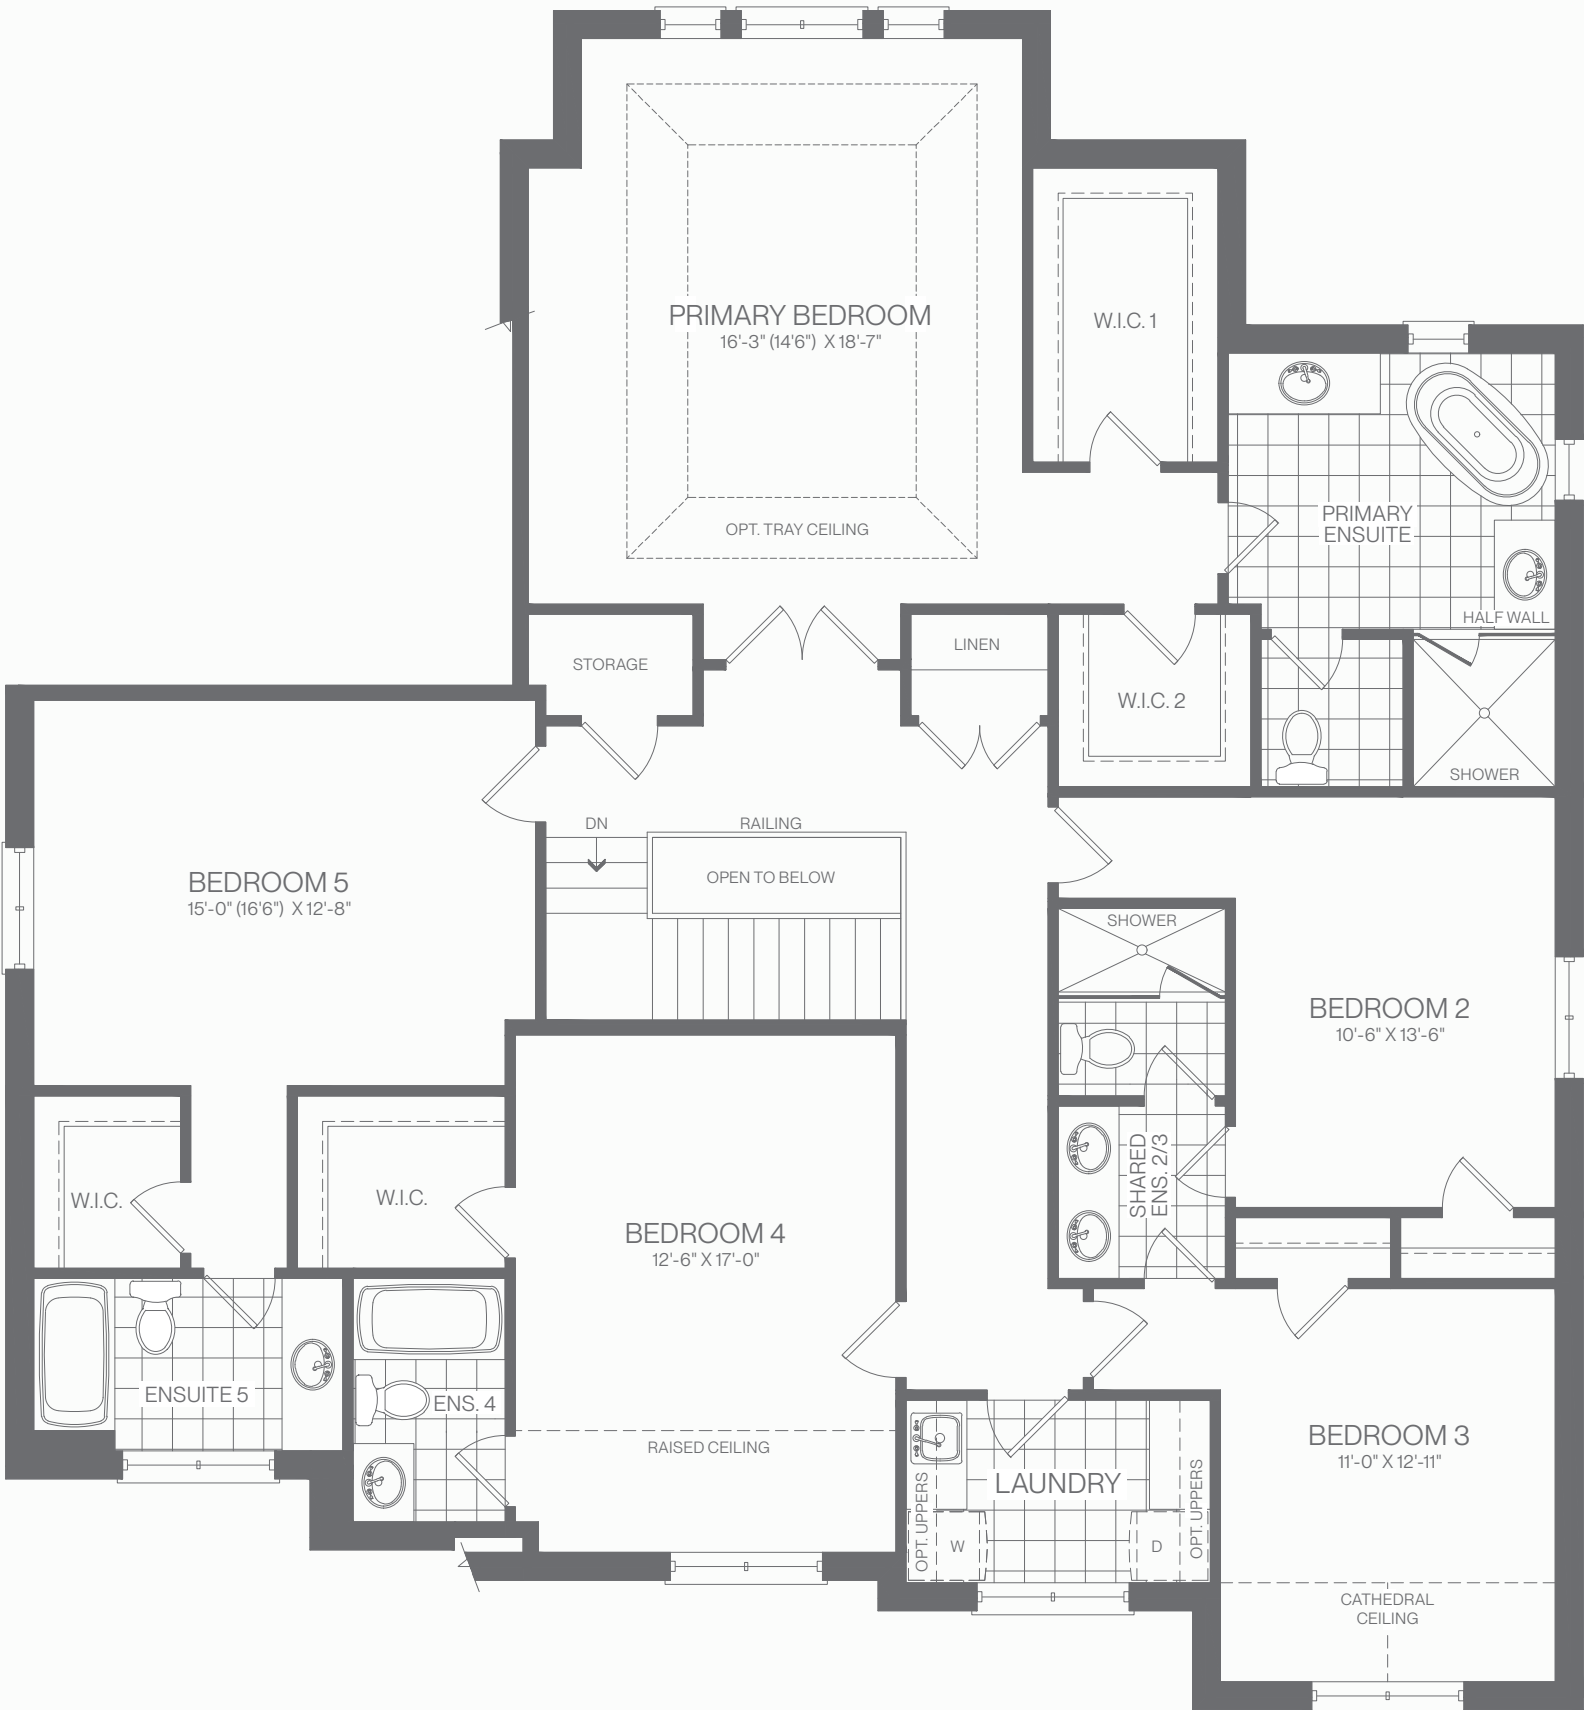 PRIMARY BEDROOM
16'-3" (14'6") X 18'-7"
W.I.C. 1
OPT. TRAY CEILING
PRIMARY
ENSUITE
HALF WALL
STORAGE
LINEN
W.I.C. 2
SHOWER
DN
RAILING
OPEN TO BELOW
BEDROOM 5
15'-0" (16'6") X 12'-8"
SHOWER
BEDROOM 2
10'-6" X 13'-6"
SHARED
ENS. 2/3
W.I.C.
W.I.C.
BEDROOM 4
12'-6" X 17'-0"
ENSUITE 5
ENS. 4
RAISED CEILING
BEDROOM 3
11'-0" X 12'-11"
LAUNDRY
OPT. UPPERS
W
D
OPT. UPPERS
CATHEDRAL
CEILING